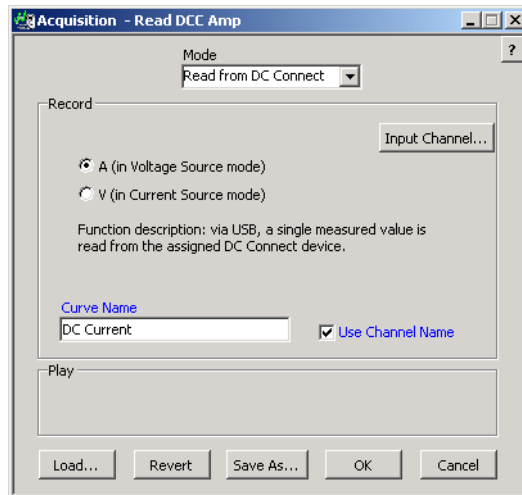 Acquisition - Read DCC Amp
?
Mode
Read from DC Connect
Record
Input Channel...
A (in Voltage Source mode)
V (in Current Source mode)
Function description: via USB, a single measured value is
read from the assigned DC Connect device.
Curve Name
DC Current
Use Channel Name
Play
Load...
Revert
Save As...
OK
Cancel